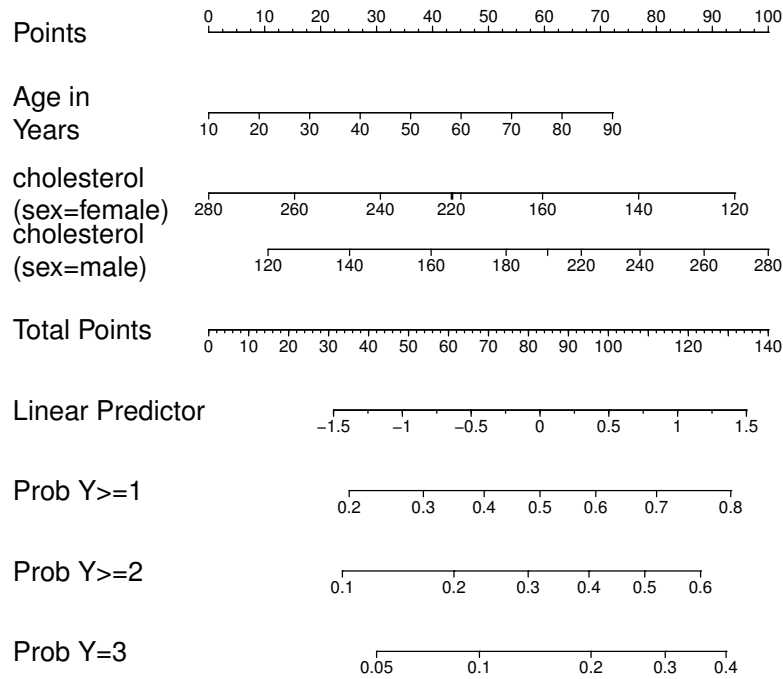 Points
0 10 20 30 40 50 60 70 80 90 100
Age in
Years
10 20 30 40 50 60 70 80 90
cholesterol
(sex=female)
280 260 240 220 160 140 120
cholesterol
(sex=male)
120 140 160 180 220 240 260 280
Total Points
0 10 20 30 40 50 60 70 80 90 100 120 140
Linear Predictor
−1.5 −1 −0.5 0 0.5 1 1.5
Prob Y>=1
0.2 0.3 0.4 0.5 0.6 0.7 0.8
Prob Y>=2
0.1 0.2 0.3 0.4 0.5 0.6
Prob Y=3
0.05 0.1 0.2 0.3 0.4